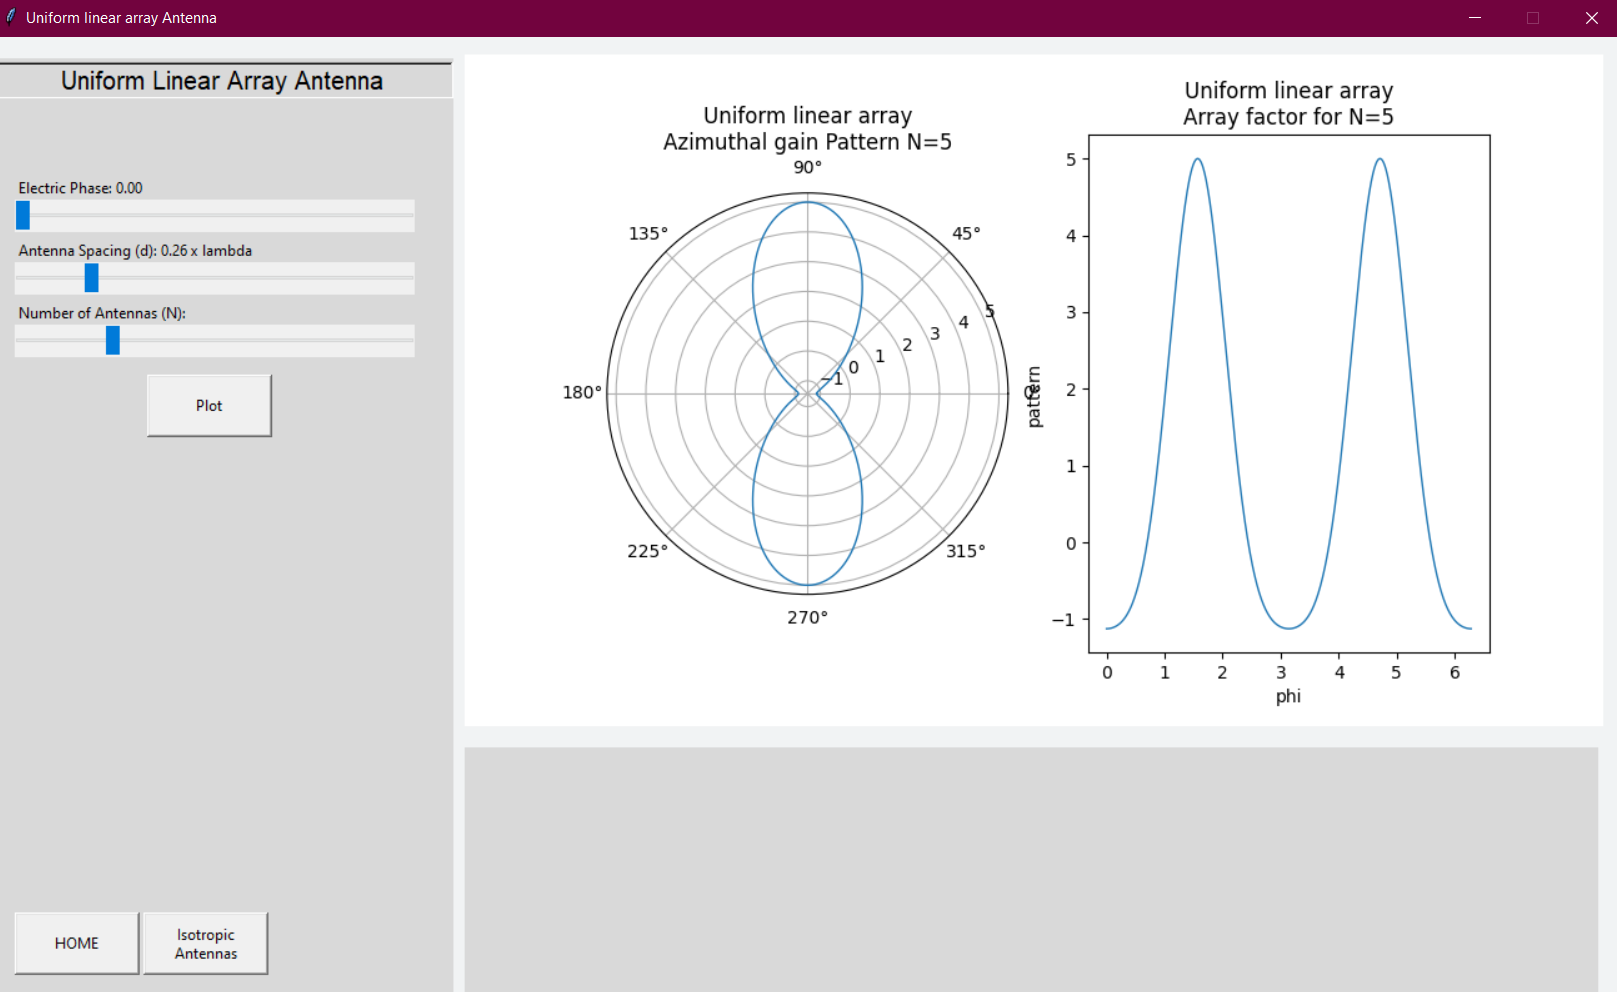 Uniform linear array Antenna
Uniform Linear Array Antenna
Electric Phase: 0.00
Antenna Spacing (d): 0.26 x lambda
Number of Antennas (N):
Plot
HOME
Isotropic
Antennas
Uniform linear array
Azimuthal gain Pattern N=5
90°
135°
45°
180°
225°
315°
270°
−1
0
1
2
3
4
5
Uniform linear array
Array factor for N=5
pattern
5
4
3
2
1
0
−1
0
1
2
3
4
5
6
phi